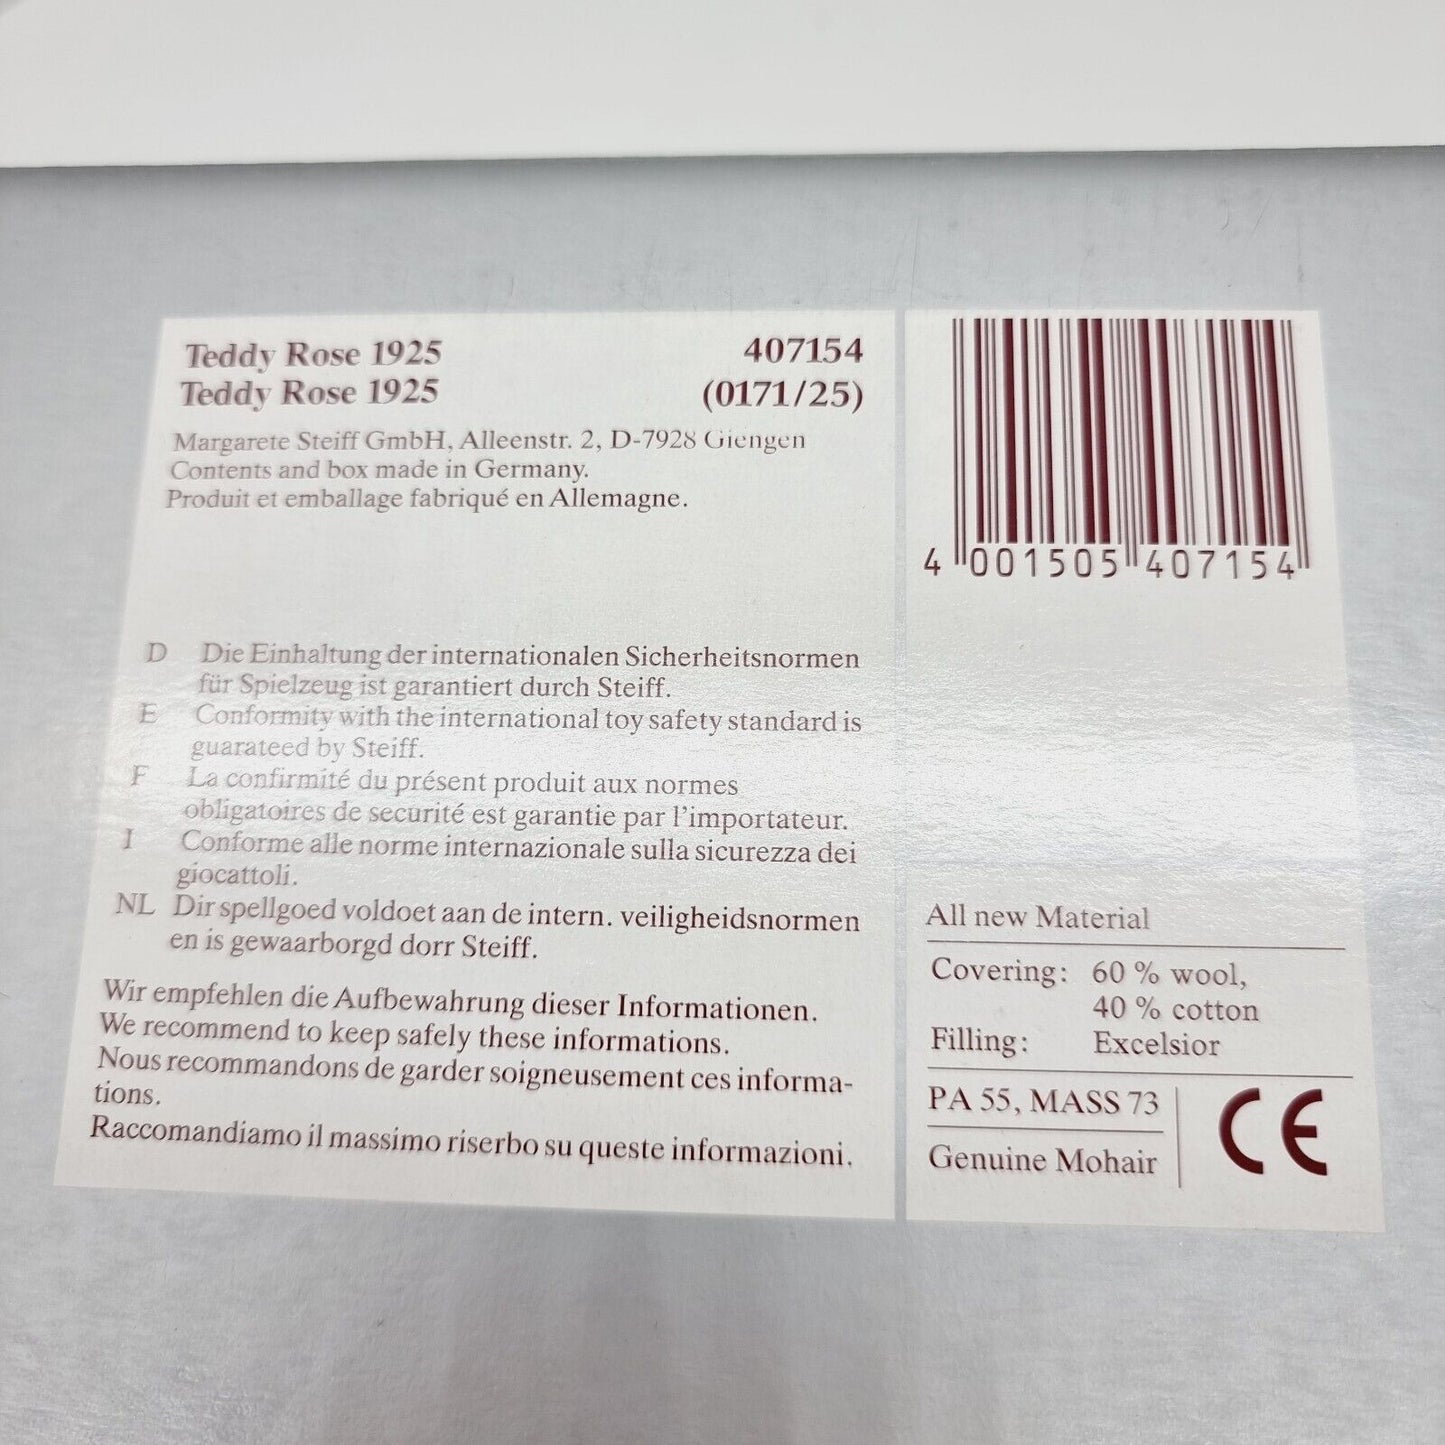 Teddy Rose 1925 407154
Teddy Rose 1925 (0171/25)
Margarete Steiff GmbH, Alleenstr. 2, D-7928 Giengen
Contents and box made in Germany.
Produit et emballage fabriqué en Allemagne.
D Die Einhaltung der internationalen Sicherheitsnormen
für Spielzeug ist garantiert durch Steiff.
E Conformity with the international toy safety standard is
guarateed by Steiff.
F La confirmité du présent produit aux normes
obligatoires de securité est garantie par l'importateur.
I Conforme alle norme internazionale sulla sicurezza dei
giocattoli.
NL Dir spellgoed voldoet aan de intern. veiligheidsnormen
en is gewaarborgd dorr Steiff.
Wir empfehlen die Aufbewahrung dieser Informationen.
We recommend to keep safely these informations.
Nous recommandons de garder soigneusement ces informa-
tions.
Raccomandiamo il massimo riserbo su queste informazioni.
4 001505 407154
All new Material
Covering: 60 % wool,
40 % cotton
Filling: Excelsior
PA 55, MASS 73
Genuine Mohair
CE